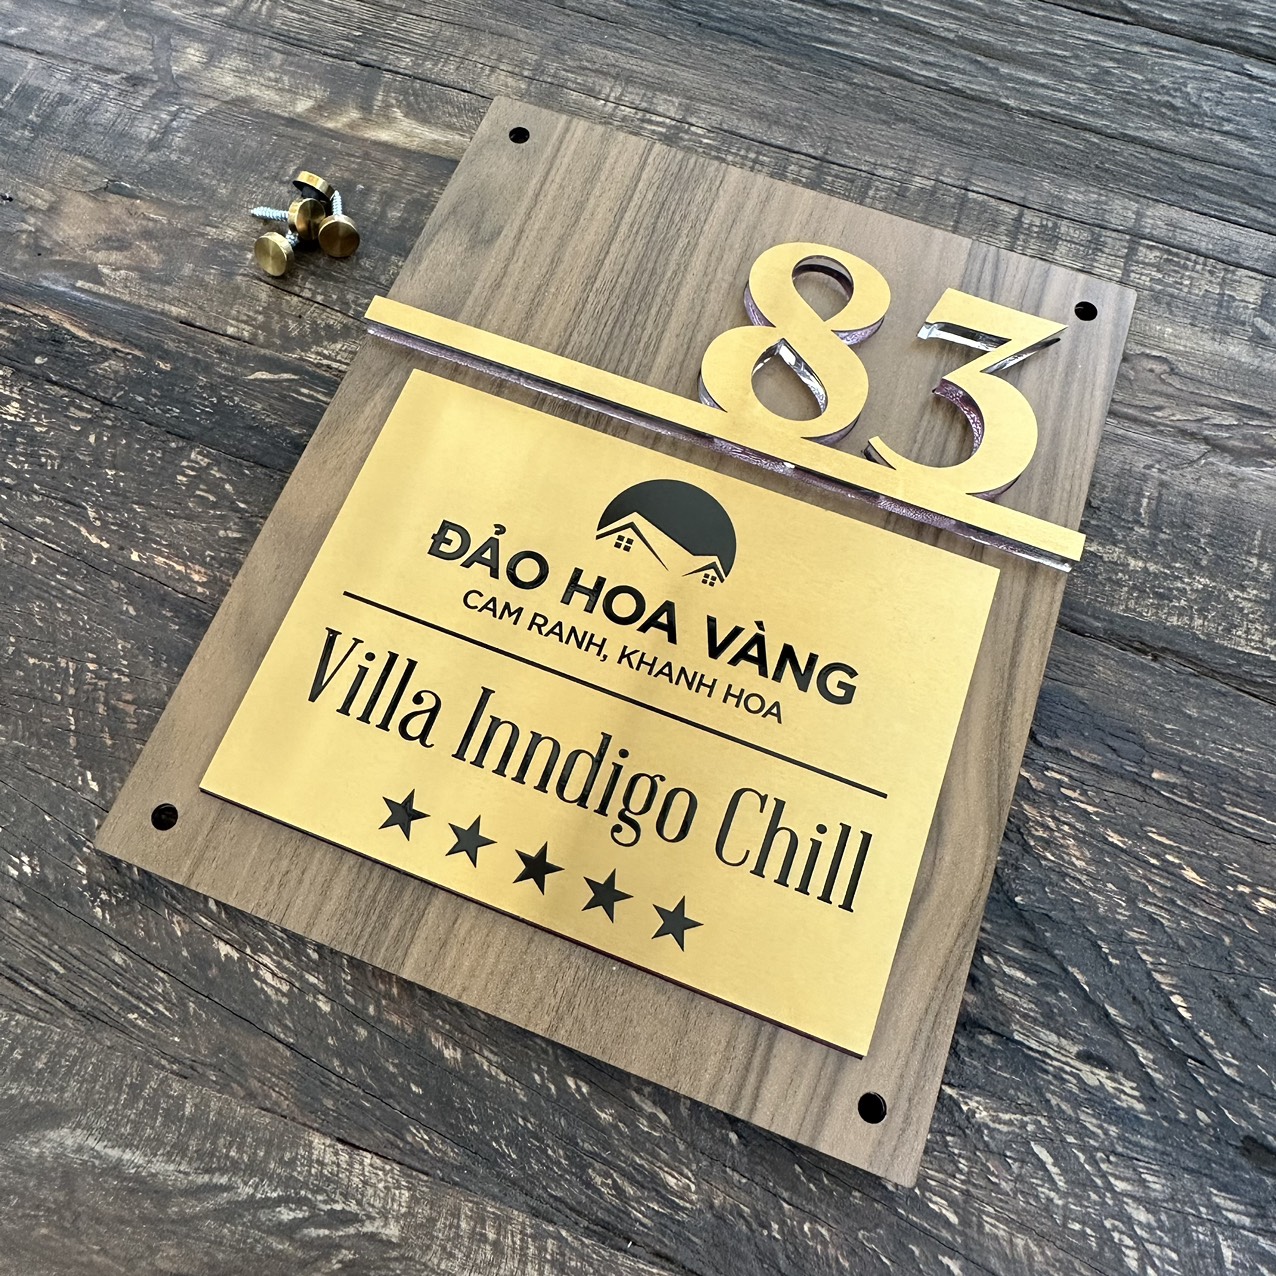 83
ĐẢO HOA VÀNG
CAM RANH, KHANH HOA
Villa Inndigo Chill